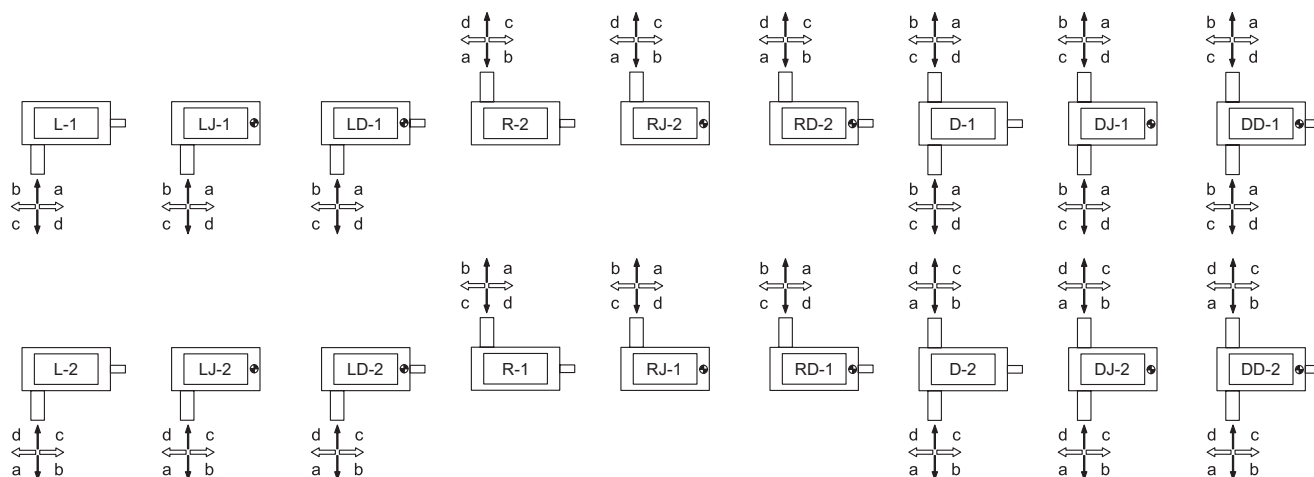 d c d c d c b a b a b a
a b a b a b c d c d c d
L-1 LJ-1 LD-1 R-2 RJ-2 RD-2 D-1 DJ-1 DD-1
b a b a b a b a b a b a
c d c d c d c d c d c d
b a b a b a d c d c d c
c d c d c d a b a b a b
L-2 LJ-2 LD-2 R-1 RJ-1 RD-1 D-2 DJ-2 DD-2
d c d c d c d c d c d c
a b a b a b a b a b a b